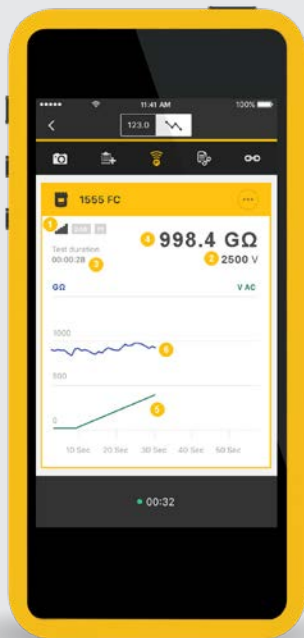 11:41 AM 100%
123.0
1555 FC
1
4 998.4 GΩ
Test duration
00:00:28 3
2 2500 V
GΩ V AC
1000
6
500
5
0
10 Sec 20 Sec 30 Sec 40 Sec 50 Sec
00:32